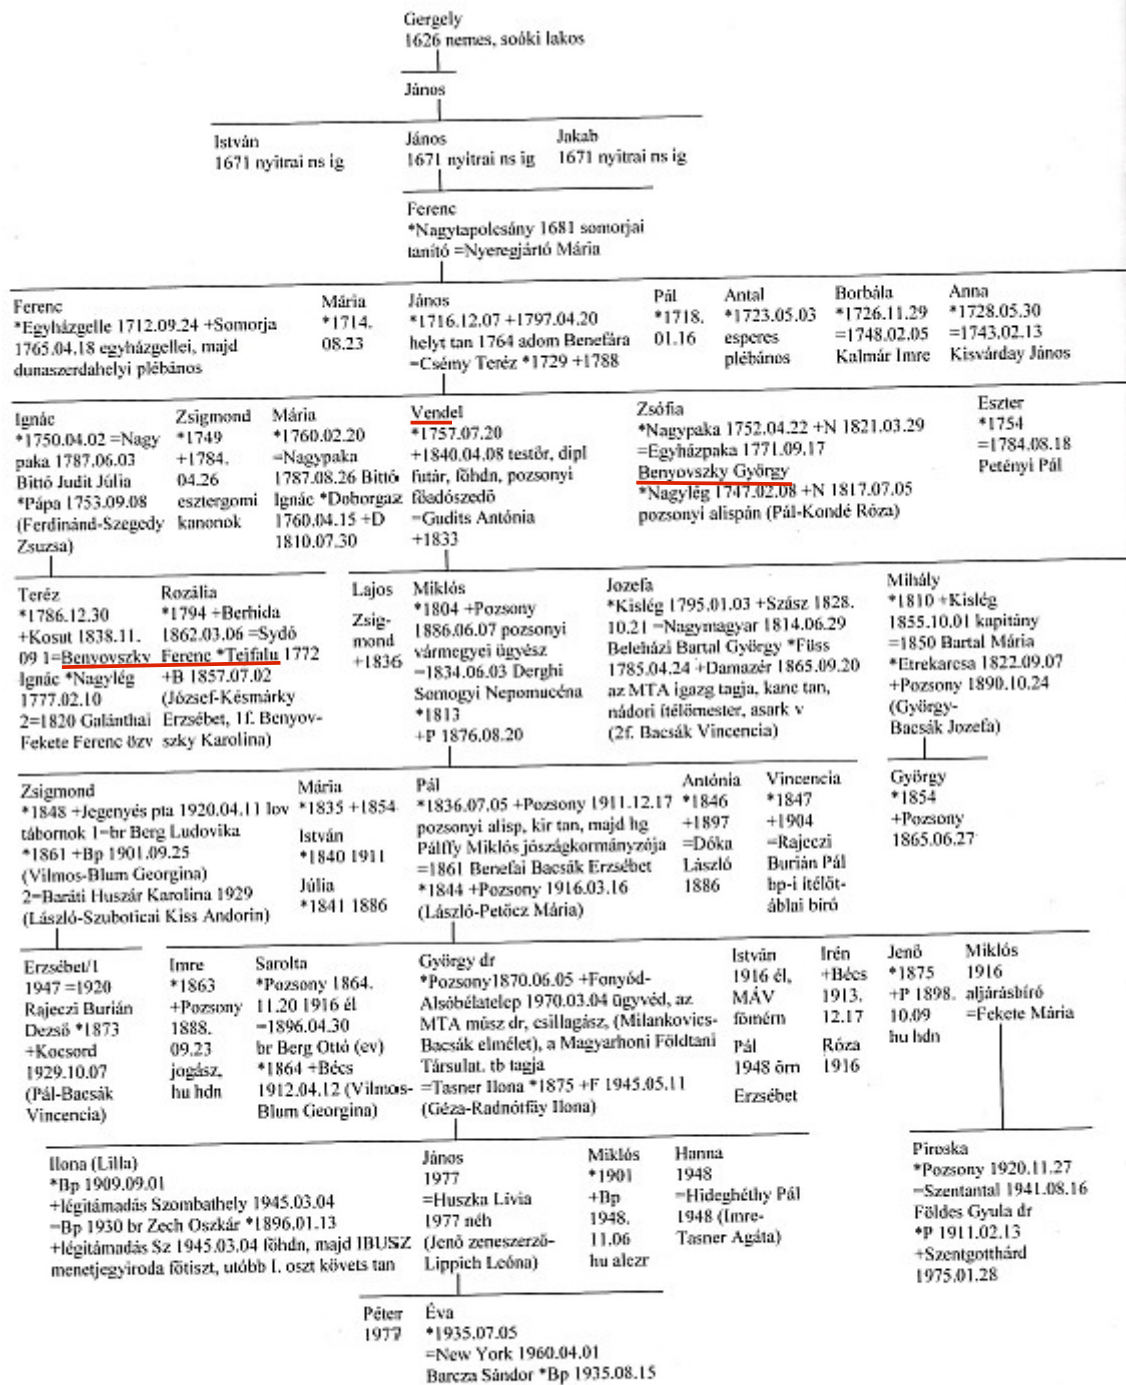 Gergely
1626 nemes, soóki lakos
János
István
1671 nyitrai ns ig
János
1671 nyitrai ns ig
Jakab
1671 nyitrai ns ig
Ferenc
*Nagytapolcsány 1681 somorjai
tanító =Nyeregjártó Mária
Ferenc
*Egyházgelle 1712.09.24 +Somorja
1765.04.18 egyházgellei, majd
dunaszerdahelyi plébános
Mária
*1714.
08.23
János
*1716.12.07 +1797.04.20
helyt tan 1764 adom Benefára
=Csémy Teréz *1729 +1788
Pál
*1718.
01.16
Antal
*1723.05.03
esperes
plébános
Borbála
*1726.11.29
=1748.02.05
Kalmár Imre
Anna
*1728.05.30
=1743.02.13
Kisvárday János
Ignác
*1750.04.02 =Nagy
paka 1787.06.03
Bittó Judit Júlia
*Pápa 1753.09.08
(Ferdinánd-Szegedy
Zsuzsa)
Zsigmond
*1749
+1784.
04.26
esztergomi
kanonok
Mária
*1760.02.20
=Nagypaka
1787.08.26 Bittó
Ignác *Doborgaz
1760.04.15 +D
1810.07.30
Vendel
*1757.07.20
+1840.04.08 testőr, dipl
futár, főhdn, pozsonyi
főadószedő
=Gudits Antónia
+1833
Zsófia
*Nagypaka 1752.04.22 +N 1821.03.29
=Egyházpaka 1771.09.17
Benyovszky György
*Nagylég 1747.02.08 +N 1817.07.05
pozsonyi alispán (Pál-Kondé Róza)
Eszter
*1754
=1784.08.18
Petényi Pál
Teréz
*1786.12.30
+Kosut 1838.11.
09 1=Benyovszky
Ignác *Nagylég
1777.02.10
2=1820 Galánthai
Fekete Ferenc özv
Rozália
*1794 +Berhida
1862.03.06 =Sydó
Ferenc *Tejfalu 1772
+B 1857.07.02
(József-Késmárky
Erzsébet, 1f. Benyov-
szky Karolina)
Lajos
Zsig-
mond
+1836
Miklós
*1804 +Pozsony
1886.06.07 pozsonyi
vármegyei ügyész
=1834.06.03 Derghi
Somogyi Nepomucéna
*1813
+P 1876.08.20
Jozefa
*Kislég 1795.01.03 +Szász 1828.
10.21 =Nagymagyar 1814.06.29
Beleházi Bartal György *Füss
1785.04.24 +Damazér 1865.09.20
az MTA igazg tagja, kanc tan,
nádori ítélőmester, asark v
(2f. Bacsák Vincencia)
Mihály
*1810 +Kislég
1855.10.01 kapitány
=1850 Bartal Mária
*Etrekarcsa 1822.09.07
+Pozsony 1890.10.24
(György-
Bacsák Jozefa)
Zsigmond
*1848 +Jegenyés pta 1920.04.11 lov
tábornok 1=br Berg Ludovika
*1861 +Bp 1901.09.25
(Vilmos-Blum Georgina)
2=Baráti Huszár Karolina 1929
(László-Szuboticai Kiss Andorin)
Mária
*1835 +1854
István
*1840 1911
Júlia
*1841 1886
Pál
*1836.07.05 +Pozsony 1911.12.17
pozsonyi alisp, kir tan, majd hg
Pálffy Miklós jószágkormányzója
=1861 Benefai Bacsák Erzsébet
*1844 +Pozsony 1916.03.16
(László-Petőcz Mária)
Antónia
*1846
+1897
=Dóka
László
1886
Vincencia
*1847
+1904
=Rajeczi
Burián Pál
bp-i ítélőt-
áblai bíró
György
*1854
+Pozsony
1865.06.27
Erzsébet/1
1947 =1920
Rajeczi Burián
Dezső *1873
+Kocsord
1929.10.07
(Pál-Bacsák
Vincencia)
Imre
*1863
+Pozsony
1888.
09.23
jogász,
hu hdn
Sarolta
*Pozsony 1864.
11.20 1916 él
=1896.04.30
br Berg Ottó (ev)
*1864 +Bécs
1912.04.12 (Vilmos-
Blum Georgina)
György dr
*Pozsony1870.06.05 +Fonyód-
Alsóbélatelep 1970.03.04 ügyvéd, az
MTA műsz dr, csillagász, (Milankovics-
Bacsák elmélet), a Magyarhoni Földtani
Társulat. tb tagja
=Tasner Ilona *1875 +F 1945.05.11
(Géza-Radnótfáy Ilona)
István
1916 él,
MÁV
főmérn
Pál
1948 őrn
Erzsébet
Irén
+Bécs
1913.
12.17
Róza
1916
Jenő
*1875
+P 1898.
10.09
hu hdn
Miklós
1916
aljárásbíró
=Fekete Mária
Ilona (Lilla)
*Bp 1909.09.01
+légitámadás Szombathely 1945.03.04
=Bp 1930 br Zech Oszkár *1896.01.13
+légitámadás Sz 1945.03.04 főhdn, majd IBUSZ
menetjegyiroda főtiszt, utóbb I. oszt követs tan
János
1977
=Huszka Lívia
1977 néh
(Jenő zeneszerző-
Lippich Leóna)
Miklós
*1901
+Bp
1948.
11.06
hu alezr
Hanna
1948
=Hideghéthy Pál
1948 (Imre-
Tasner Agáta)
Piroska
*Pozsony 1920.11.27
=Szentantal 1941.08.16
Földes Gyula dr
*P 1911.02.13
+Szentgotthárd
1975.01.28
Péter
1977
Éva
*1935.07.05
=New York 1960.04.01
Barcza Sándor *Bp 1935.08.15